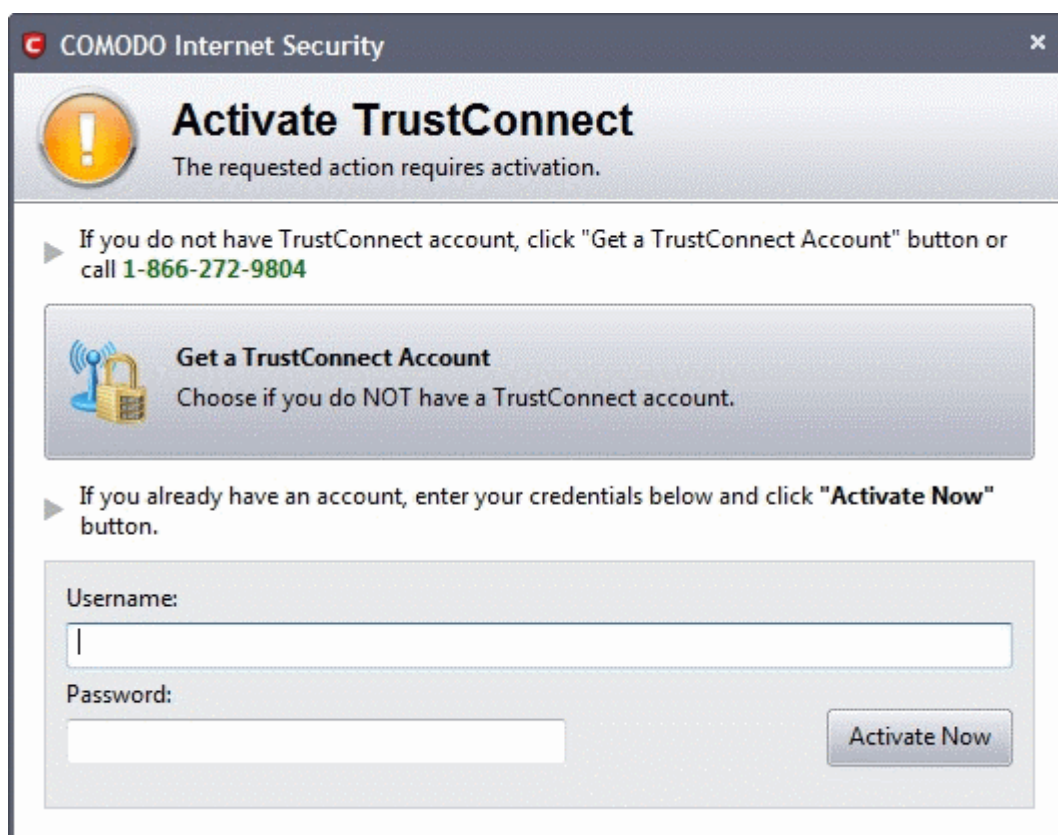 COMODO Internet Security
Activate TrustConnect
The requested action requires activation.
If you do not have TrustConnect account, click "Get a TrustConnect Account" button or
call 1-866-272-9804
Get a TrustConnect Account
Choose if you do NOT have a TrustConnect account.
If you already have an account, enter your credentials below and click "Activate Now"
button.
Username:
Password:
Activate Now